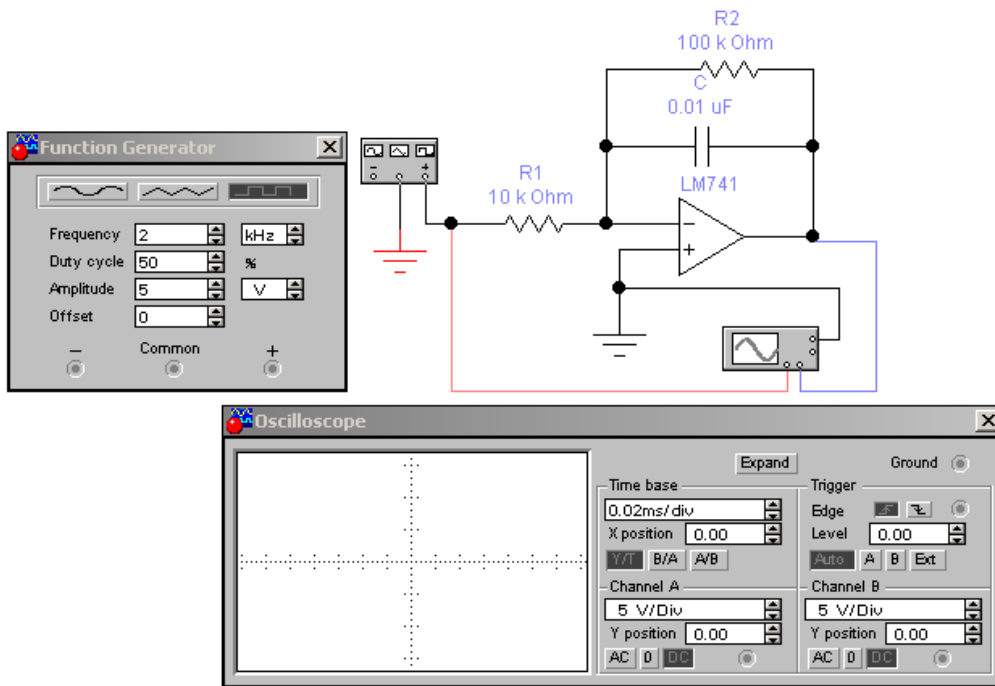 R2
100 k Ohm
C
0.01 uF
LM741
R1
10 k Ohm
−
+
−
+
Function Generator
Frequency 2 kHz
Duty cycle 50 %
Amplitude 5 V
Offset 0
− Common +
Oscilloscope
Expand Ground
Time base
0.02ms/div
X position 0.00
Y/T B/A A/B
Trigger
Edge
Level 0.00
Auto A B Ext
Channel A
5 V/Div
Y position 0.00
AC 0 DC
Channel B
5 V/Div
Y position 0.00
AC 0 DC